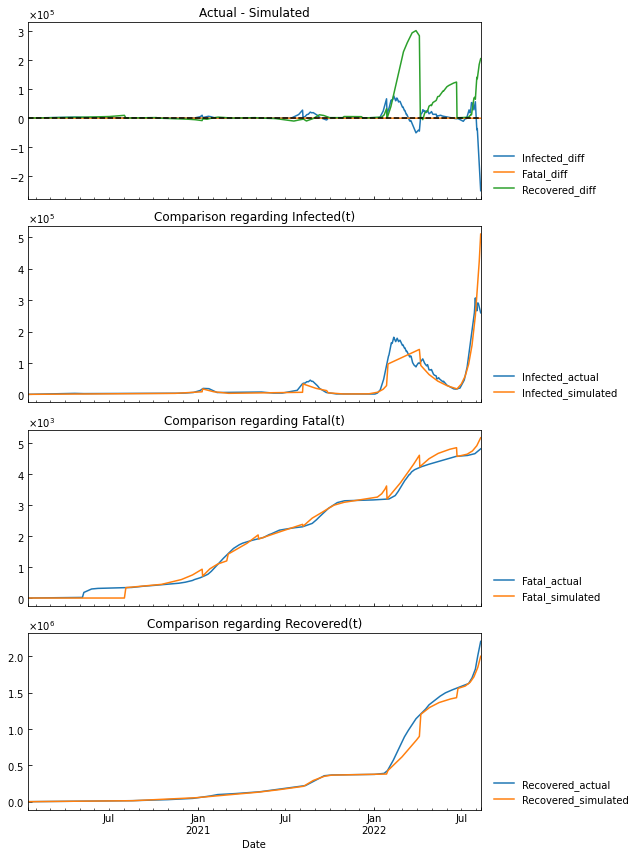 ×10⁵
Actual - Simulated
3
2
1
0
−1
−2
Infected_diff
Fatal_diff
Recovered_diff
×10⁵
Comparison regarding Infected(t)
5
4
3
2
1
0
Infected_actual
Infected_simulated
×10³
Comparison regarding Fatal(t)
5
4
3
2
1
0
Fatal_actual
Fatal_simulated
×10⁶
Comparison regarding Recovered(t)
2.0
1.5
1.0
0.5
0.0
Recovered_actual
Recovered_simulated
Jul Jan Jul Jan Jul
2021 2022
Date